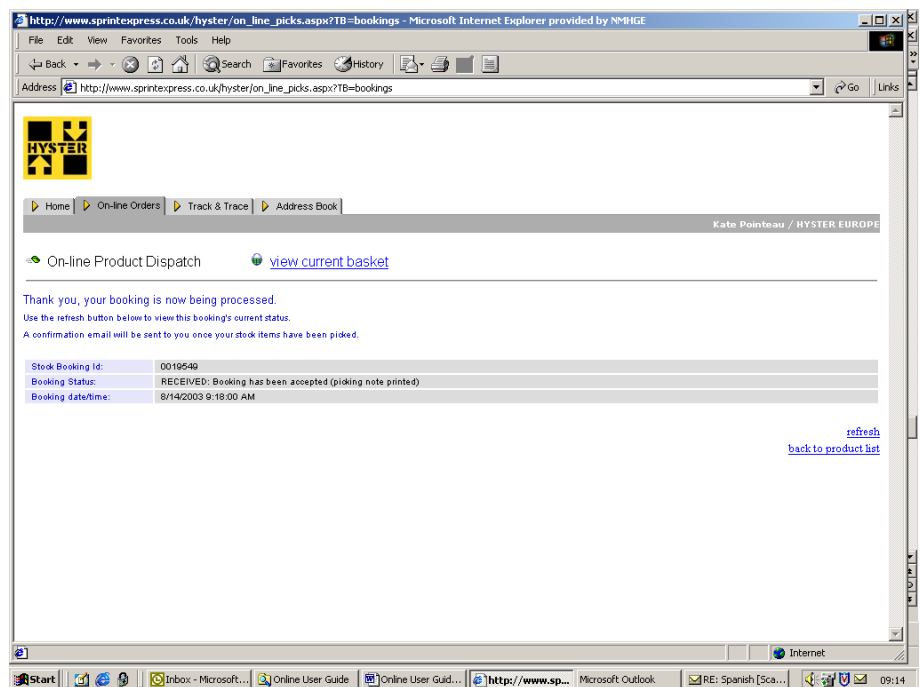 http://www.sprintexpress.co.uk/hyster/on_line_picks.aspx?TB=bookings - Microsoft Internet Explorer provided by NMHGE
File Edit View Favorites Tools Help
Back Search Favorites History
Address http://www.sprintexpress.co.uk/hyster/on_line_picks.aspx?TB=bookings Go Links
HYSTER
Home On-line Orders Track & Trace Address Book
Kate Pointeau / HYSTER EUROPE
On-line Product Dispatch view current basket
Thank you, your booking is now being processed.
Use the refresh button below to view this booking's current status.
A confirmation email will be sent to you once your stock items have been picked.
Stock Booking Id: 0019549
Booking Status: RECEIVED: Booking has been accepted (picking note printed)
Booking date/time: 8/14/2003 9:18:00 AM
refresh
back to product list
Internet
Start Inbox - Microsoft... Online User Guide Online User Guid... http://www.sp... Microsoft Outlook RE: Spanish [Sca... 09:14